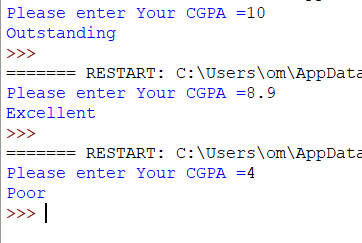 Please enter Your CGPA =10
Outstanding
>>>
======= RESTART: C:\Users\om\AppData
Please enter Your CGPA =8.9
Excellent
>>>
======= RESTART: C:\Users\om\AppData
Please enter Your CGPA =4
Poor
>>>